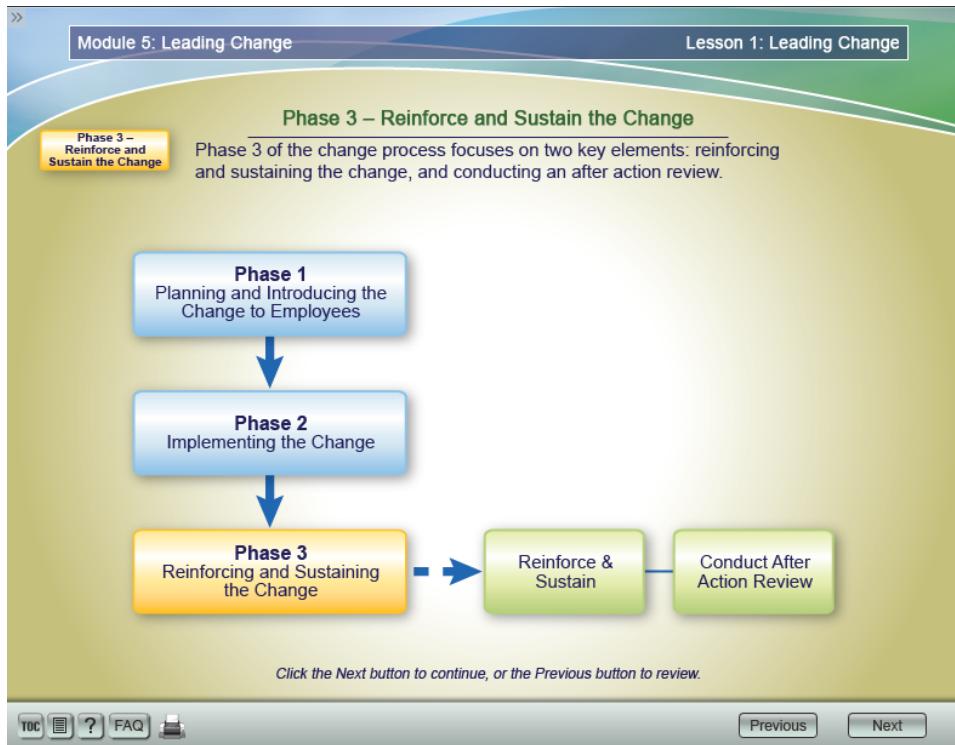 »
Module 5: Leading Change
Lesson 1: Leading Change
Phase 3 – Reinforce and Sustain the Change
Phase 3 –
Reinforce and
Sustain the Change
Phase 3 of the change process focuses on two key elements: reinforcing
and sustaining the change, and conducting an after action review.
Phase 1
Planning and Introducing the
Change to Employees
Phase 2
Implementing the Change
Phase 3
Reinforcing and Sustaining
the Change
Reinforce &
Sustain
Conduct After
Action Review
Click the Next button to continue, or the Previous button to review.
TOC
?
FAQ
Previous
Next